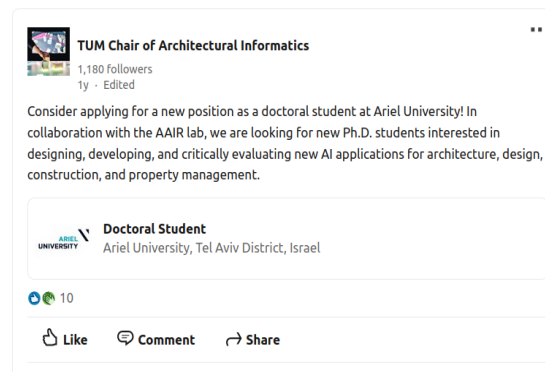 TUM Chair of Architectural Informatics
1,180 followers
1y · Edited
Consider applying for a new position as a doctoral student at Ariel University! In
collaboration with the AAIR lab, we are looking for new Ph.D. students interested in
designing, developing, and critically evaluating new AI applications for architecture, design,
construction, and property management.
ARIEL
UNIVERSITY
Doctoral Student
Ariel University, Tel Aviv District, Israel
10
Like Comment Share